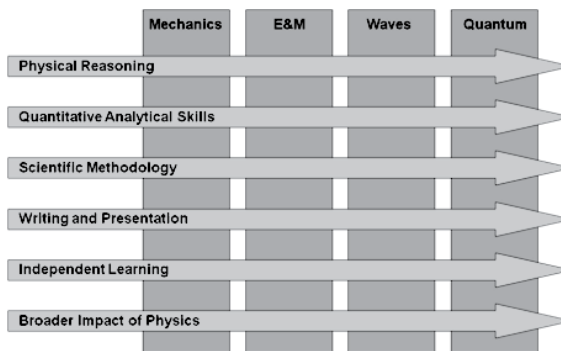 Mechanics E&M Waves Quantum
Physical Reasoning
Quantitative Analytical Skills
Scientific Methodology
Writing and Presentation
Independent Learning
Broader Impact of Physics